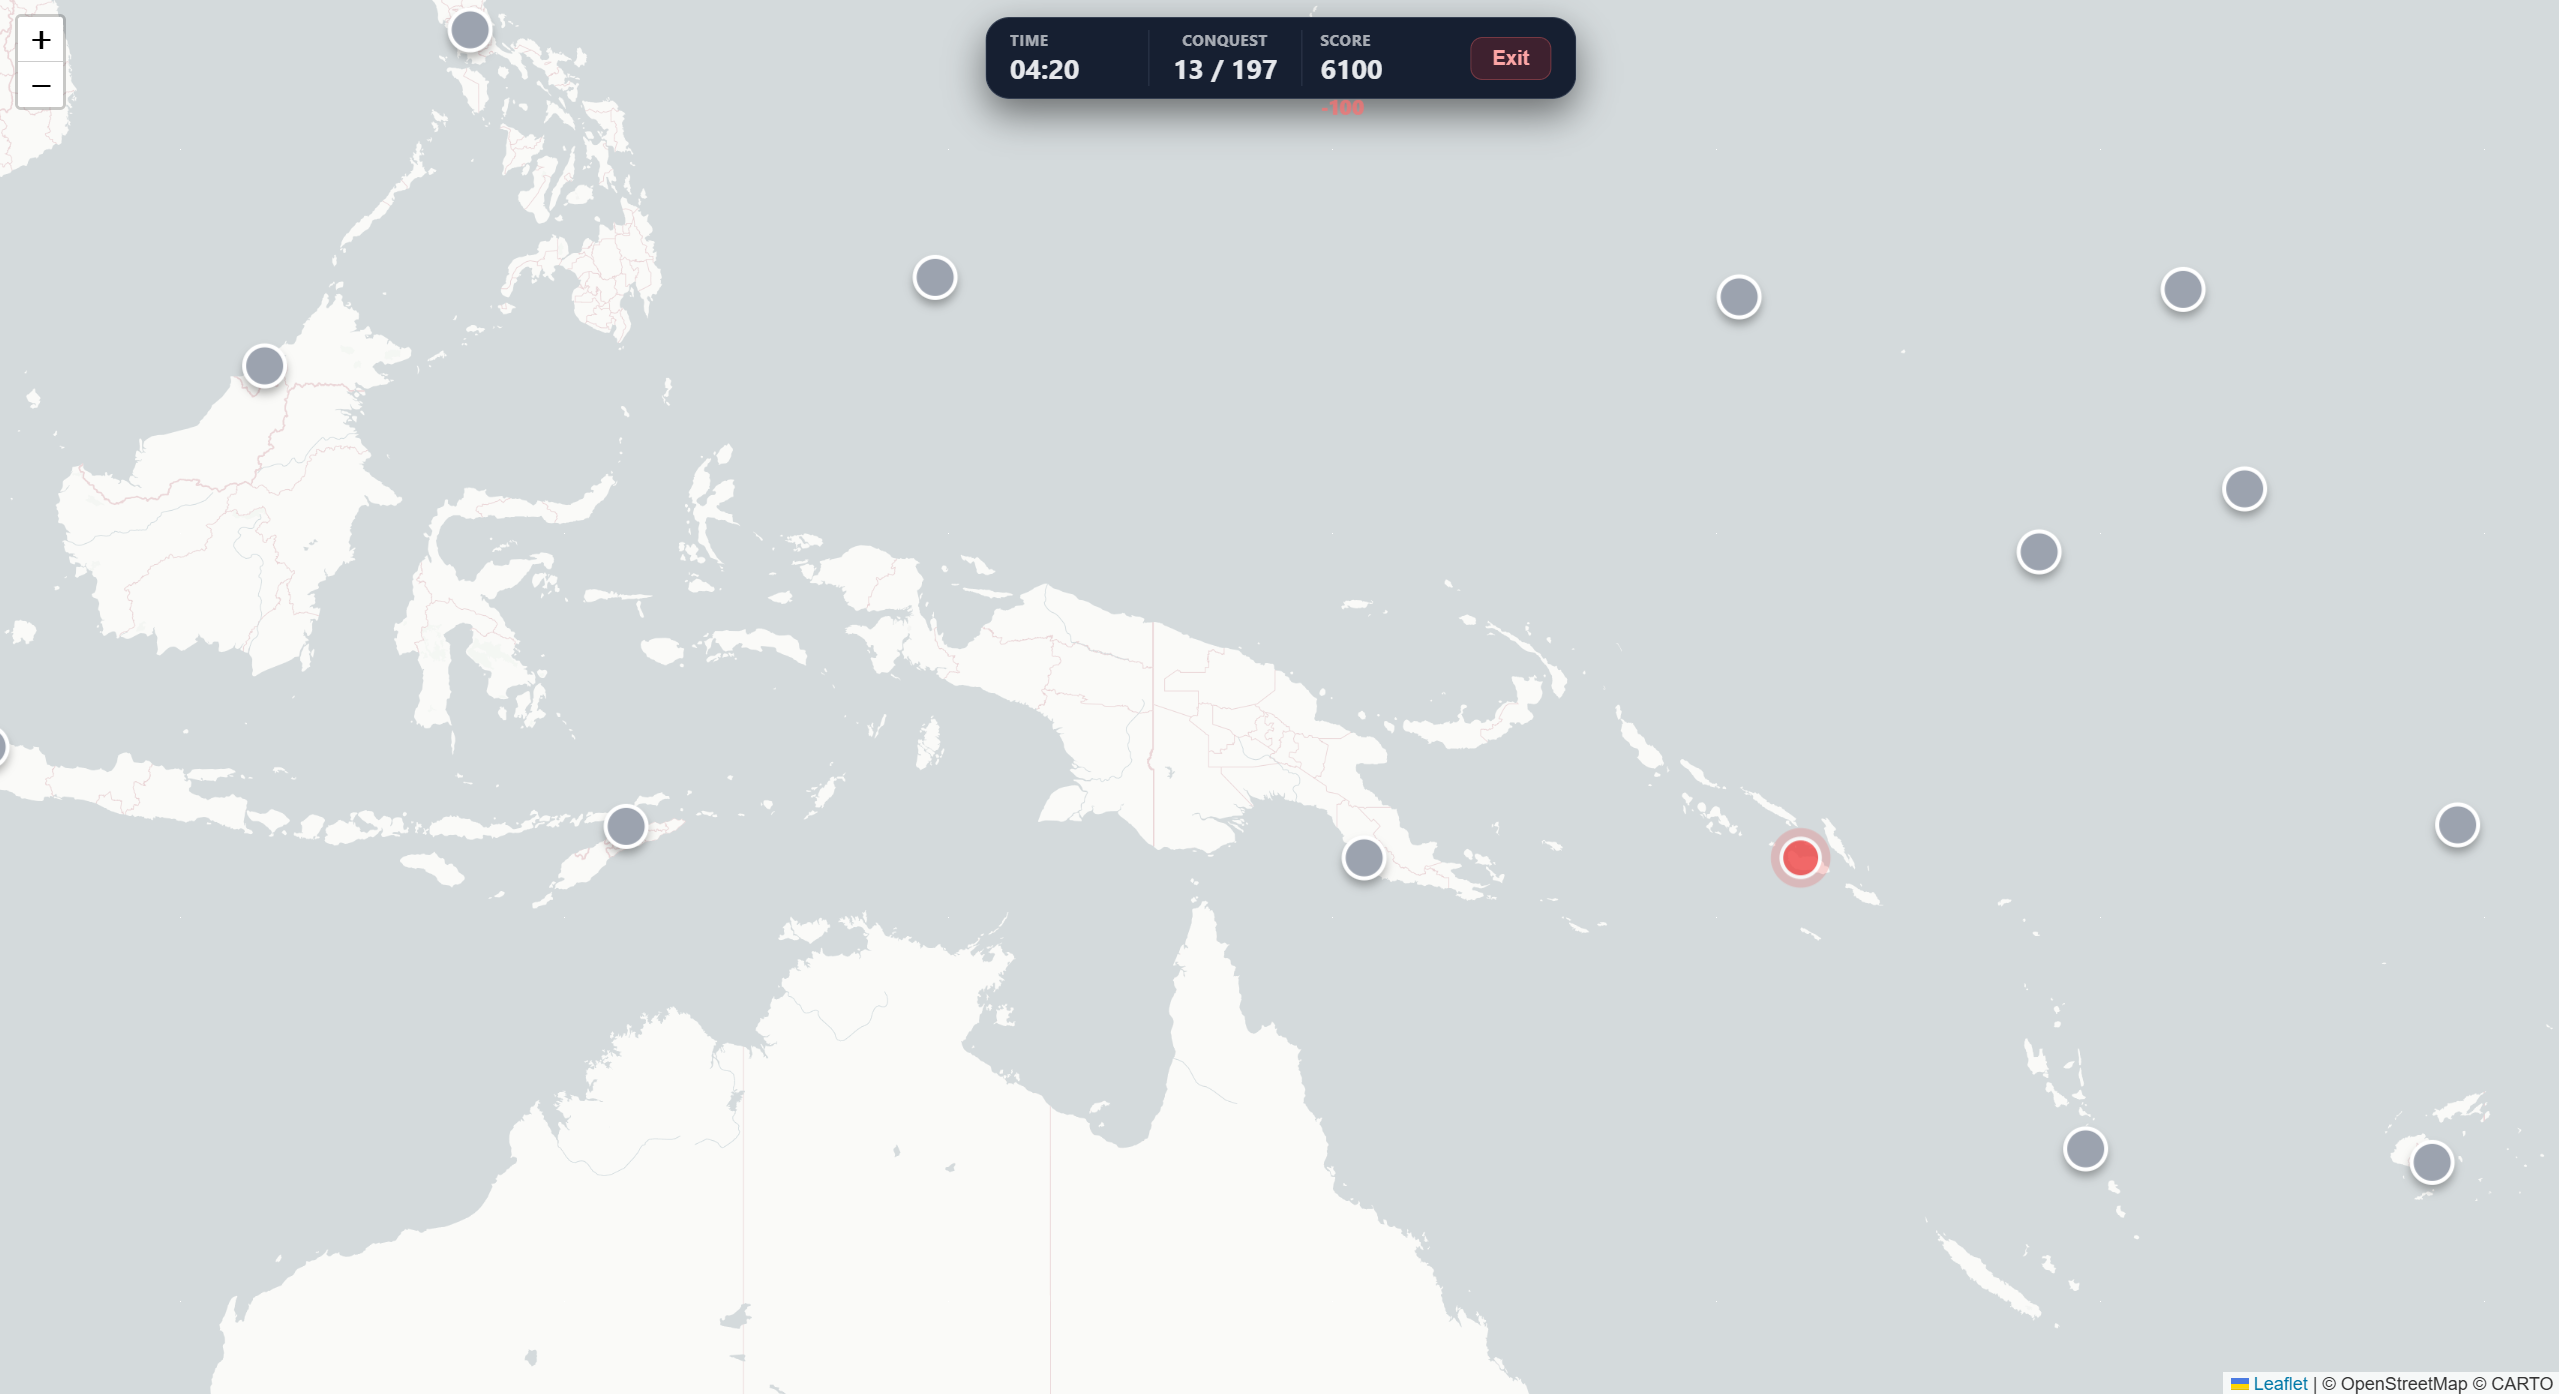 +
−
TIME
04:20
CONQUEST
13 / 197
SCORE
6100
Exit
-100
Leaflet | © OpenStreetMap © CARTO